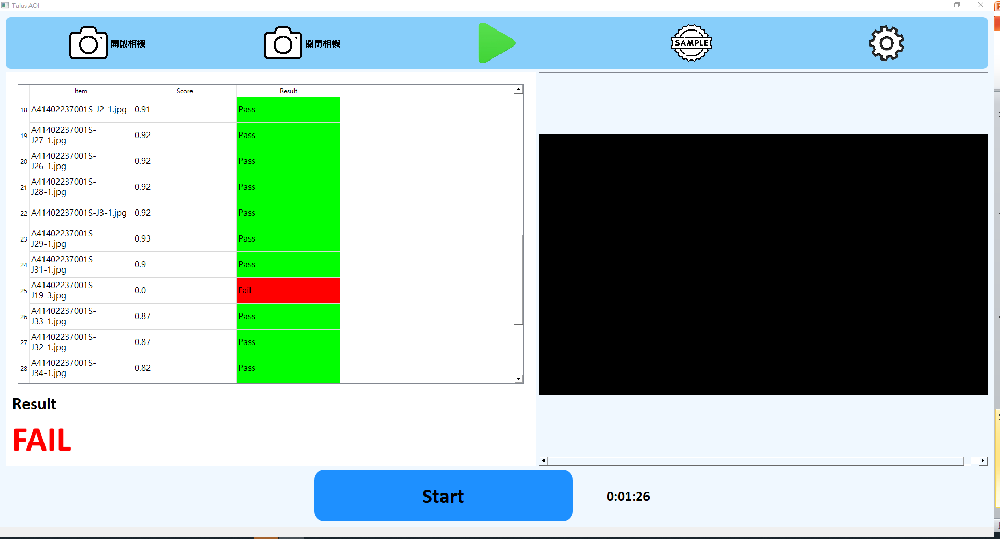 Talus AOI
開啟相機
關閉相機
SAMPLE
Item Score Result
18 A41402237001S-J2-1.jpg 0.91 Pass
19 A41402237001S-
J27-1.jpg 0.92 Pass
20 A41402237001S-
J26-1.jpg 0.92 Pass
21 A41402237001S-
J28-1.jpg 0.92 Pass
22 A41402237001S-J3-1.jpg 0.92 Pass
23 A41402237001S-
J29-1.jpg 0.93 Pass
24 A41402237001S-
J31-1.jpg 0.9 Pass
25 A41402237001S-
J19-3.jpg 0.0 Fail
26 A41402237001S-
J33-1.jpg 0.87 Pass
27 A41402237001S-
J32-1.jpg 0.87 Pass
28 A41402237001S-
J34-1.jpg 0.82 Pass
Result
FAIL
Start
0:01:26